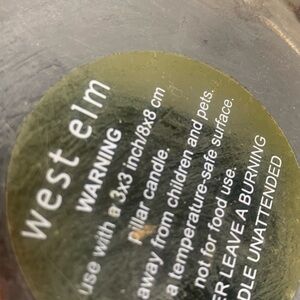 west elm
WARNING
use with a 3x3 inch/8x8 cm
pillar candle.
away from children and pets.
a temperature-safe surface.
not for food use.
ER LEAVE A BURNING
DLE UNATTENDED